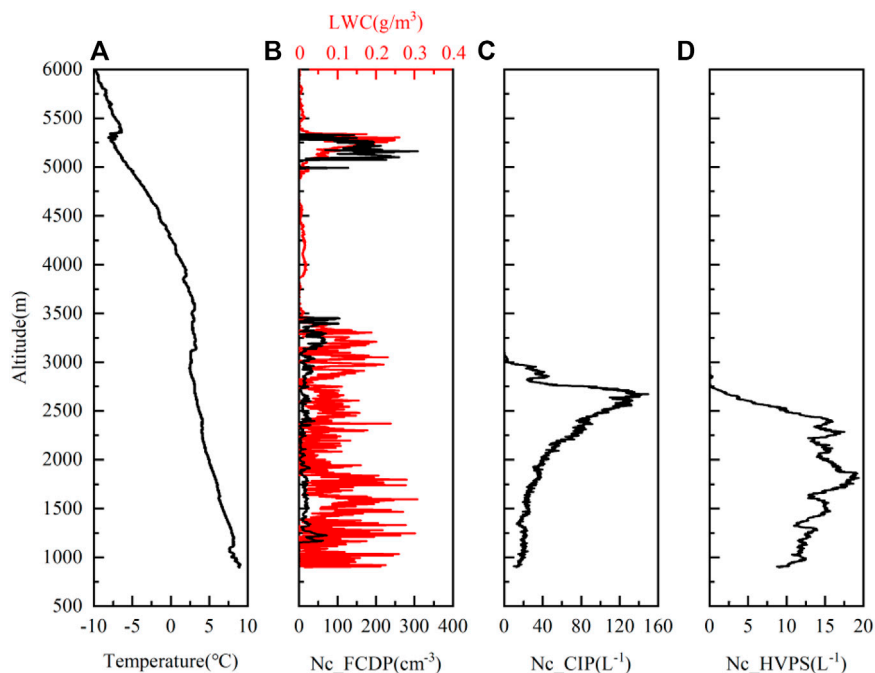 LWC(g/m³)
A B 0 0.1 0.2 0.3 0.4 C D
6000
5500
5000
4500
4000
3500
3000
2500
2000
1500
1000
500
Altitude(m)
-10 -5 0 5 10 0 100 200 300 400 0 40 80 120 160 0 5 10 15 20
Temperature(℃) Nc_FCDP(cm⁻³) Nc_CIP(L⁻¹) Nc_HVPS(L⁻¹)